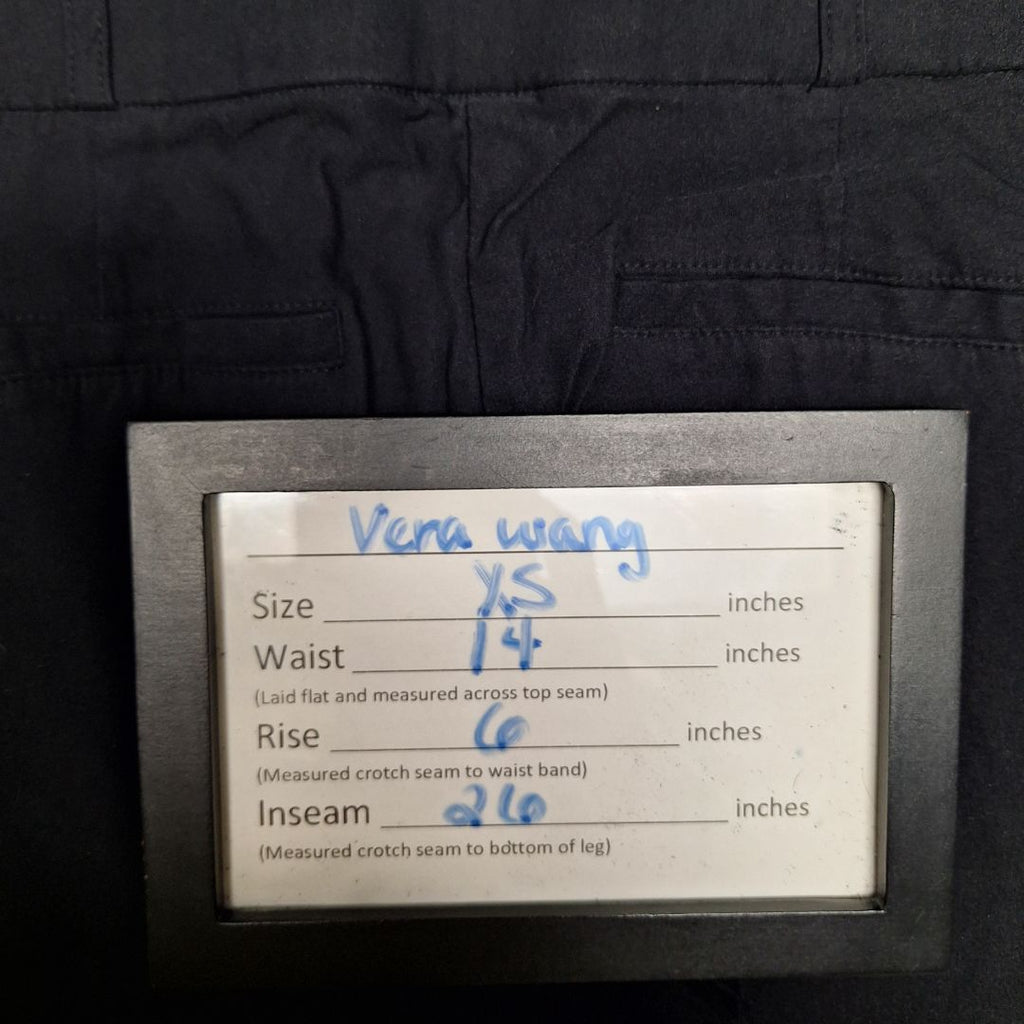 Vera wang
Size XS inches
Waist 14 inches
(Laid flat and measured across top seam)
Rise 6 inches
(Measured crotch seam to waist band)
Inseam 26 inches
(Measured crotch seam to bottom of leg)